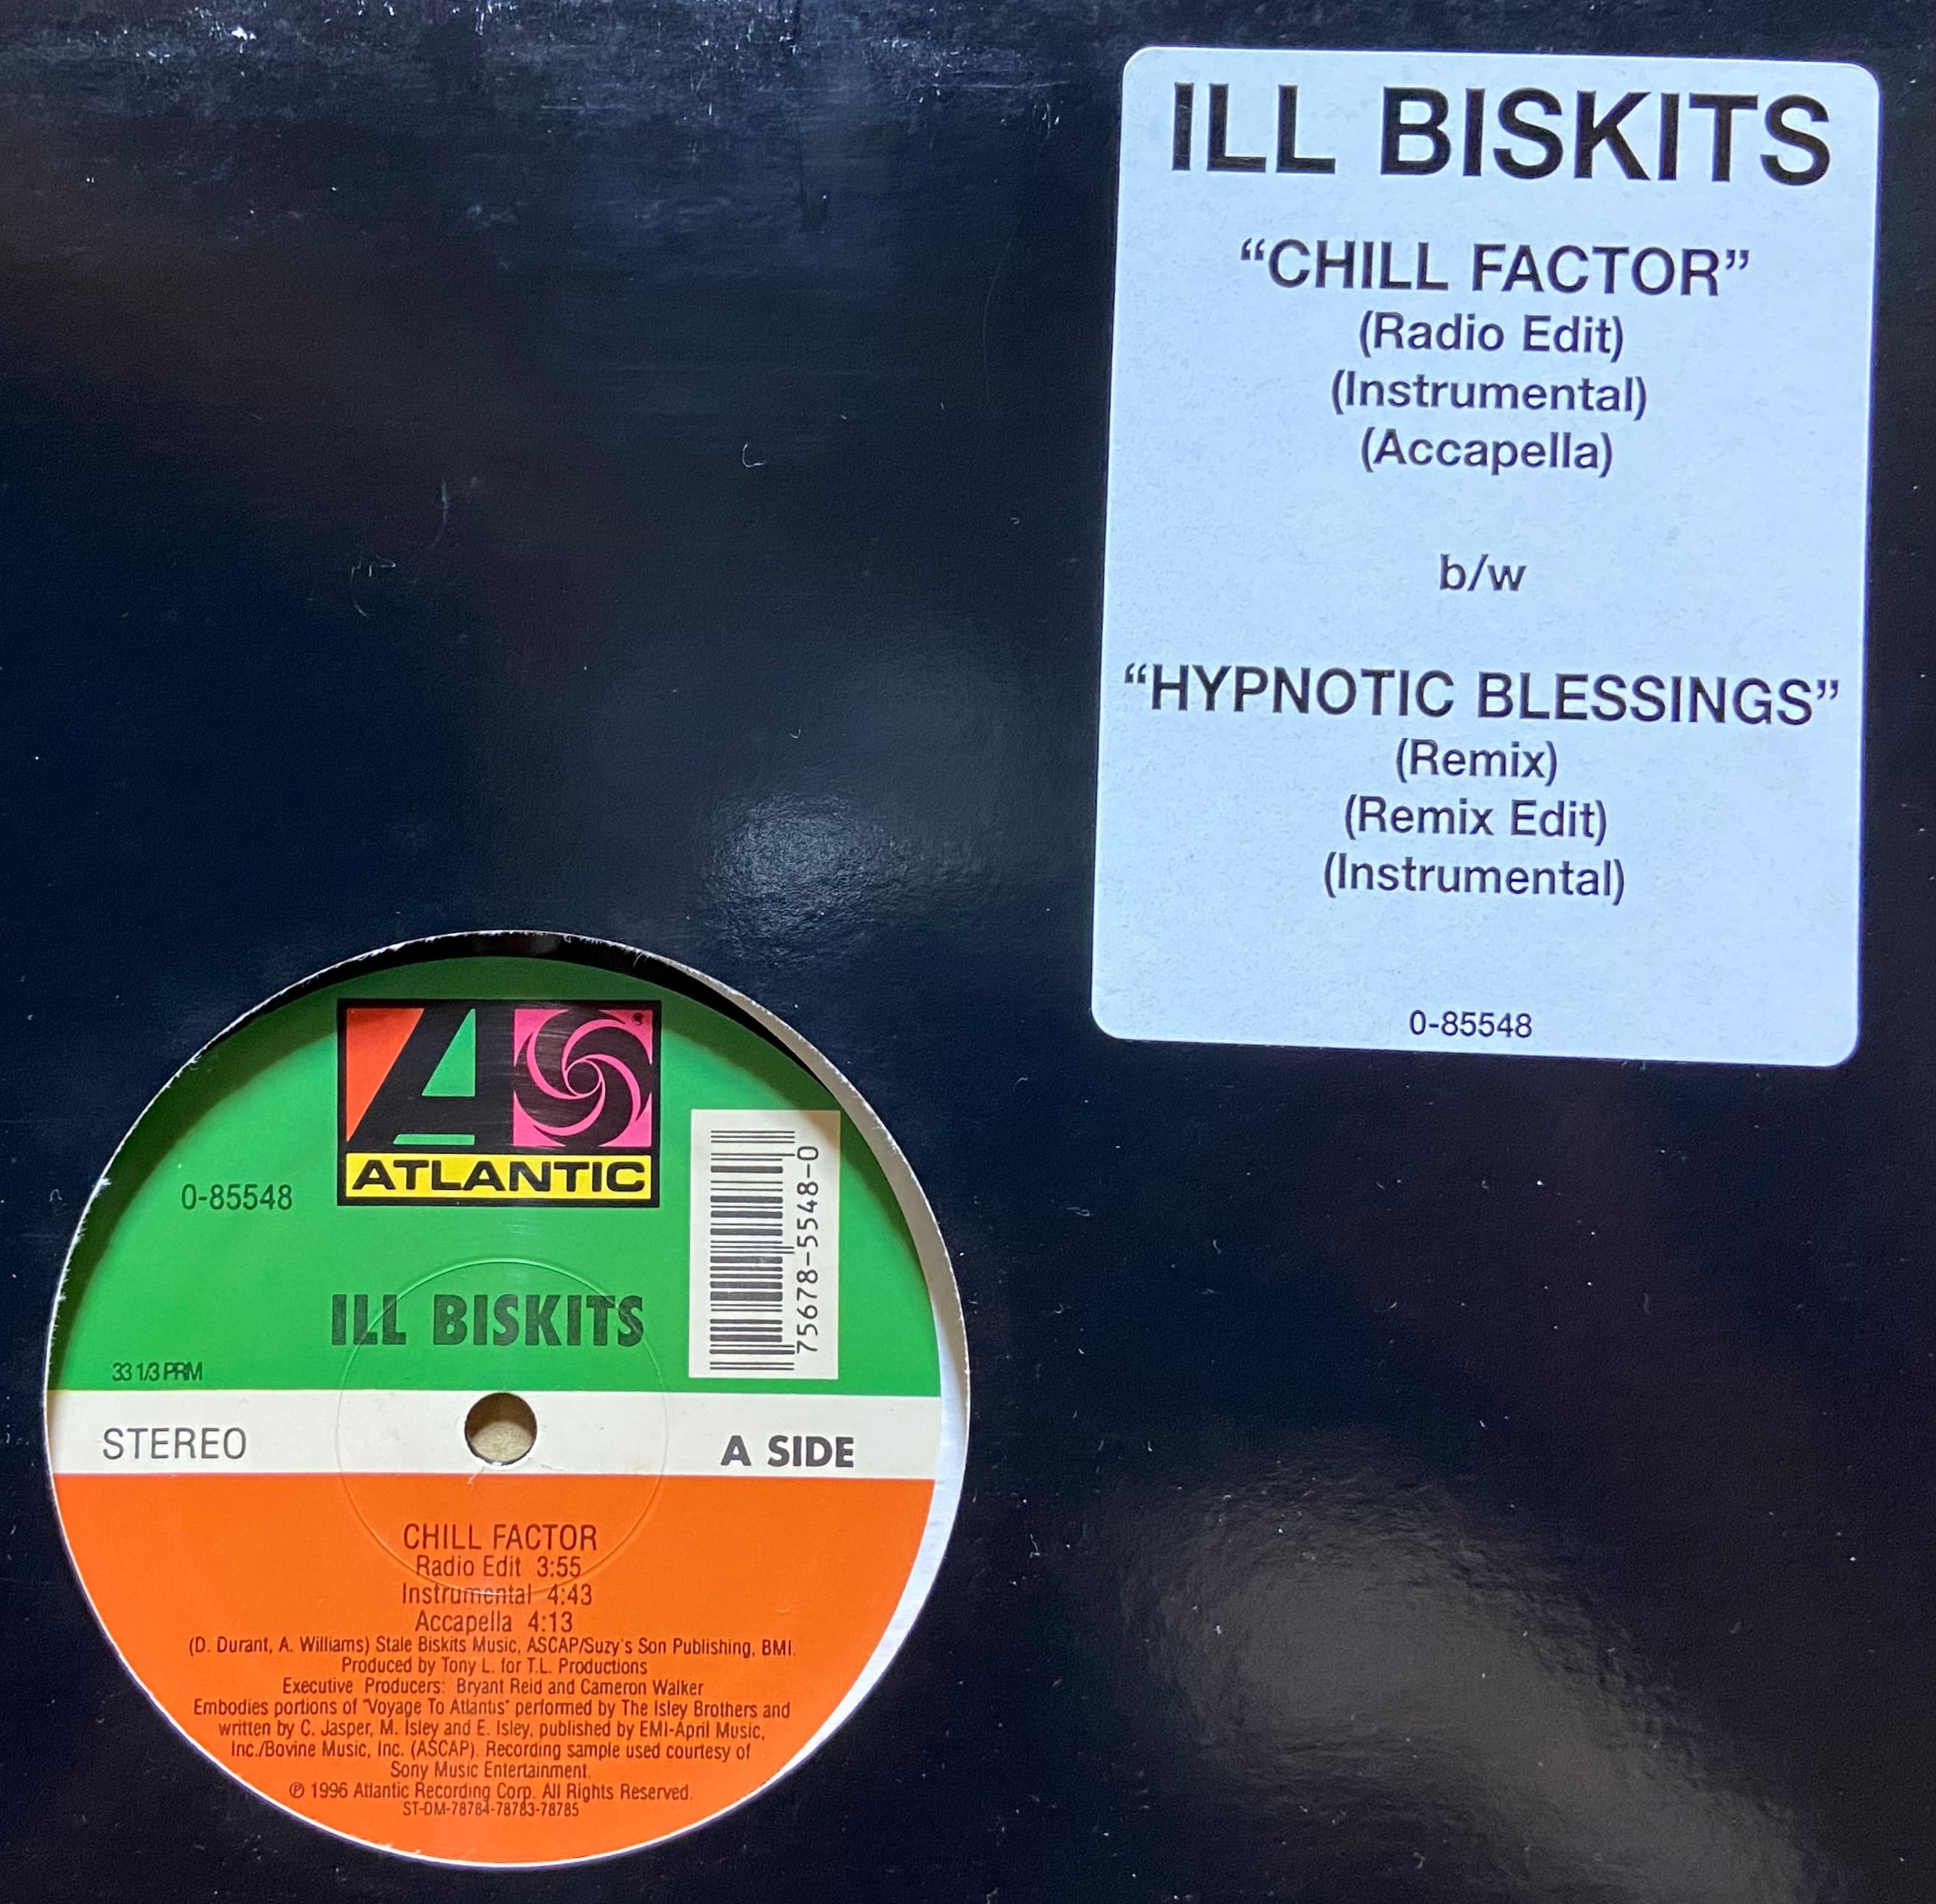 ILL BISKITS
“CHILL FACTOR”
(Radio Edit)
(Instrumental)
(Accapella)
b/w
“HYPNOTIC BLESSINGS”
(Remix)
(Remix Edit)
(Instrumental)
0-85548
A
ATLANTIC
0-85548
75678-5548-0
ILL BISKITS
33 1/3 PRM
STEREO
A SIDE
CHILL FACTOR
Radio Edit 3:55
Instrumental 4:43
Accapella 4:13
(D. Durant, A. Williams) Stale Biskits Music, ASCAP/Suzy's Son Publishing, BMI.
Produced by Tony L. for T.L. Productions
Executive Producers: Bryant Reid and Cameron Walker
Embodies portions of "Voyage To Atlantis" performed by The Isley Brothers and
written by C. Jasper, M. Isley and E. Isley, published by EMI-April Music,
Inc./Bovine Music, Inc. (ASCAP). Recording sample used courtesy of
Sony Music Entertainment.
℗ 1996 Atlantic Recording Corp. All Rights Reserved.
ST-DM-78784-78783-78785